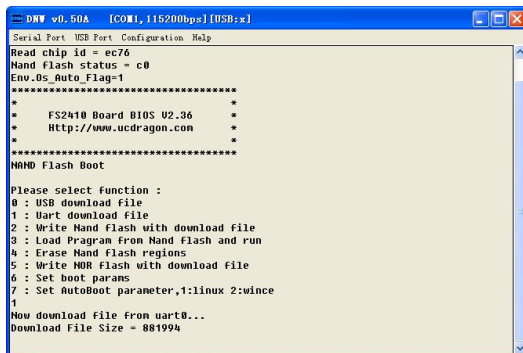 DNW v0.50A [COM1,115200bps][USB:x]
Serial Port USB Port Configuration Help
Read chip id = ec76
Nand flash status = c0
Env.Os_Auto_Flag=1
***********************************
* *
* FS2410 Board BIOS V2.36 *
* Http://www.ucdragon.com *
* *
***********************************
NAND Flash Boot
Please select function :
0 : USB download file
1 : Uart download file
2 : Write Nand flash with download file
3 : Load Pragram from Nand flash and run
4 : Erase Nand flash regions
5 : Write NOR flash with download file
6 : Set boot params
7 : Set AutoBoot parameter,1:linux 2:wince
1
Now download file from uart0...
Download File Size = 881994